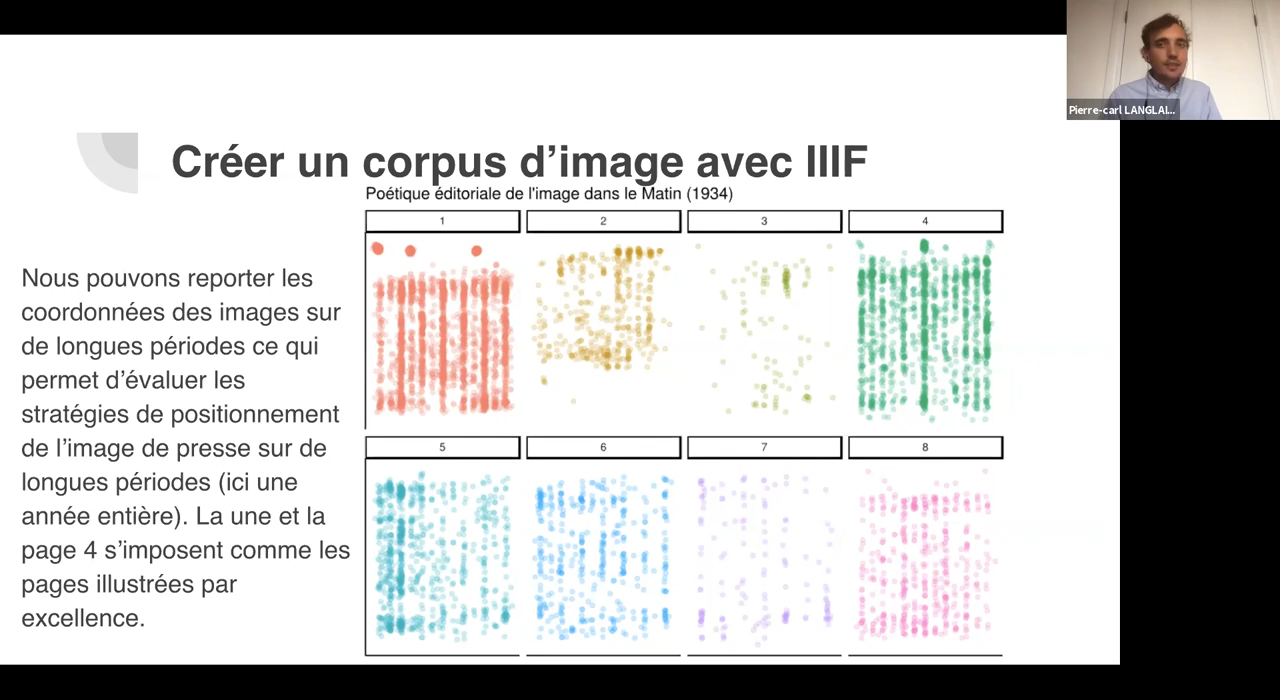 Pierre-carl LANGLAI...
Créer un corpus d’image avec IIIF
Poétique éditoriale de l'image dans le Matin (1934)
1 2 3 4
Nous pouvons reporter les
coordonnées des images sur
de longues périodes ce qui
permet d’évaluer les
stratégies de positionnement
de l’image de presse sur de
longues périodes (ici une
année entière). La une et la
page 4 s’imposent comme les
pages illustrées par
excellence.
5 6 7 8